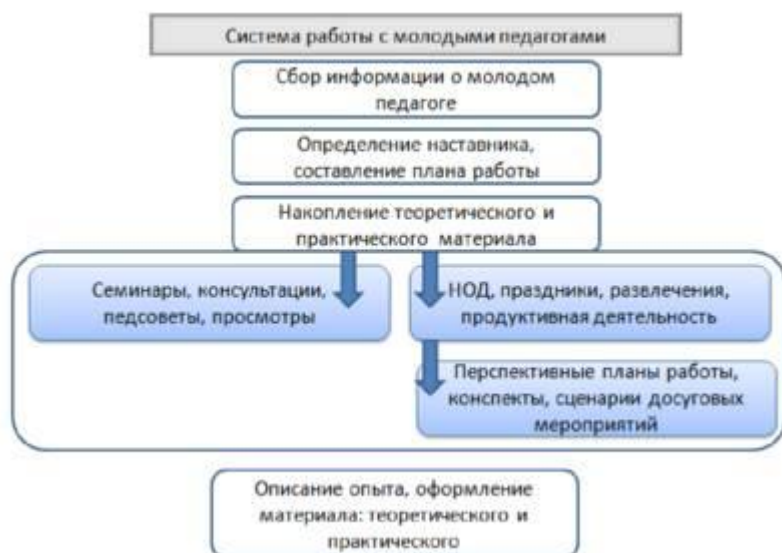 Система работы с молодыми педагогами
Сбор информации о молодом
педагоге
Определение наставника,
составление плана работы
Накопление теоретического и
практического материала
Семинары, консультации,
педсоветы, просмотры
НОД, праздники, развлечения,
продуктивная деятельность
Перспективные планы работы,
конспекты, сценарии досуговых
мероприятий
Описание опыта, оформление
материала: теоретического и
практического